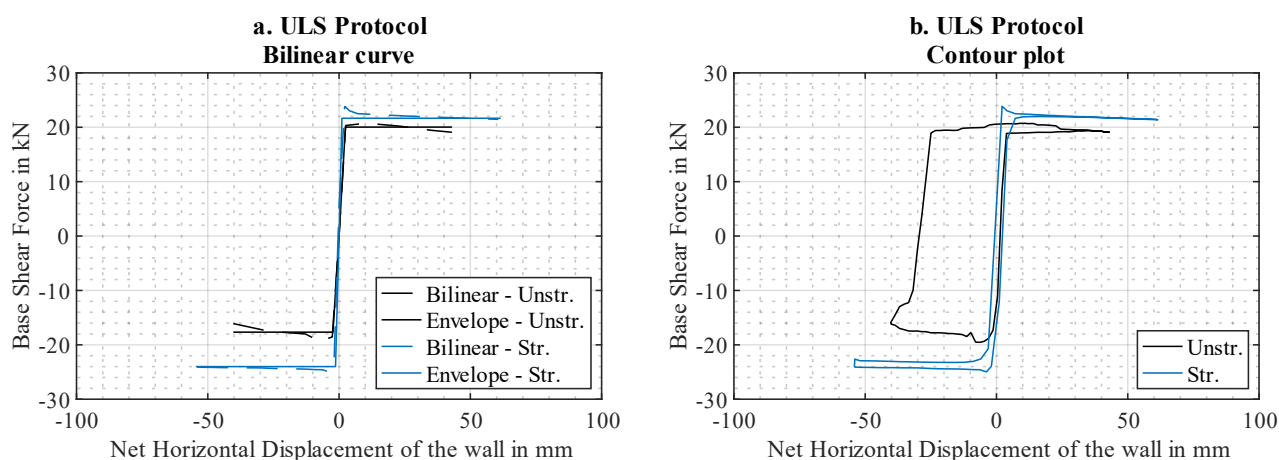 a. ULS Protocol
Bilinear curve
30
20
10
0
-10
-20
-30
-100
-50
0
50
100
Base Shear Force in kN
Net Horizontal Displacement of the wall in mm
Bilinear - Unstr.
Envelope - Unstr.
Bilinear - Str.
Envelope - Str.
b. ULS Protocol
Contour plot
30
20
10
0
-10
-20
-30
-100
-50
0
50
100
Base Shear Force in kN
Net Horizontal Displacement of the wall in mm
Unstr.
Str.